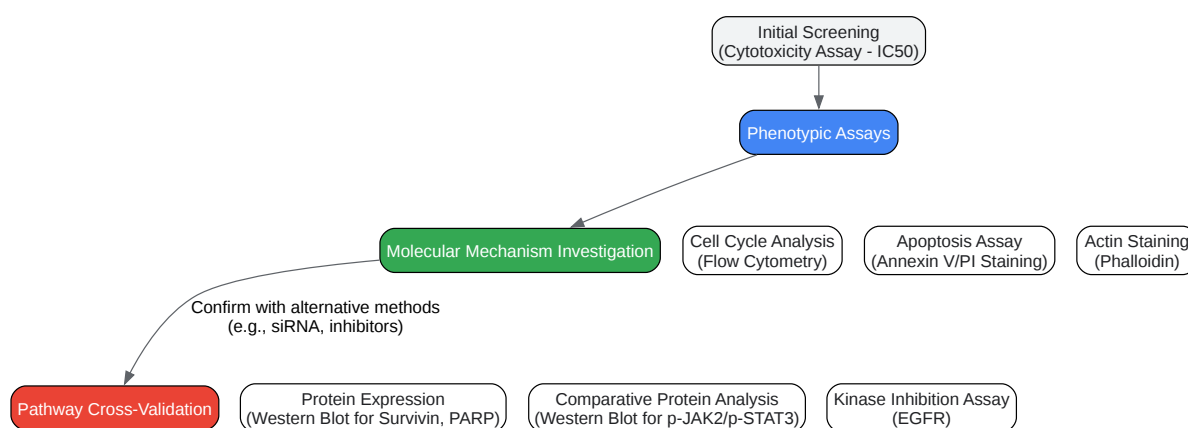 Initial Screening
(Cytotoxicity Assay - IC50)
Phenotypic Assays
Molecular Mechanism Investigation
Cell Cycle Analysis
(Flow Cytometry)
Apoptosis Assay
(Annexin V/PI Staining)
Actin Staining
(Phalloidin)
Confirm with alternative methods
(e.g., siRNA, inhibitors)
Pathway Cross-Validation
Protein Expression
(Western Blot for Survivin, PARP)
Comparative Protein Analysis
(Western Blot for p-JAK2/p-STAT3)
Kinase Inhibition Assay
(EGFR)